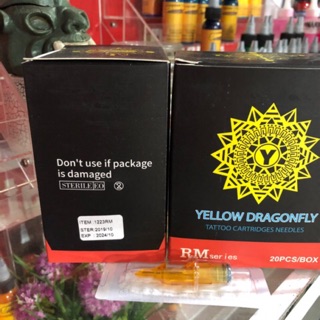 Don't use if package
is damaged
STERILE EO
ITEM :1223RM
STER:2019/10
EXP :2024/10
Y
YELLOW DRAGONFLY
TATTOO CARTRIDGES NEEDLES
RM series
20PCS/BOX